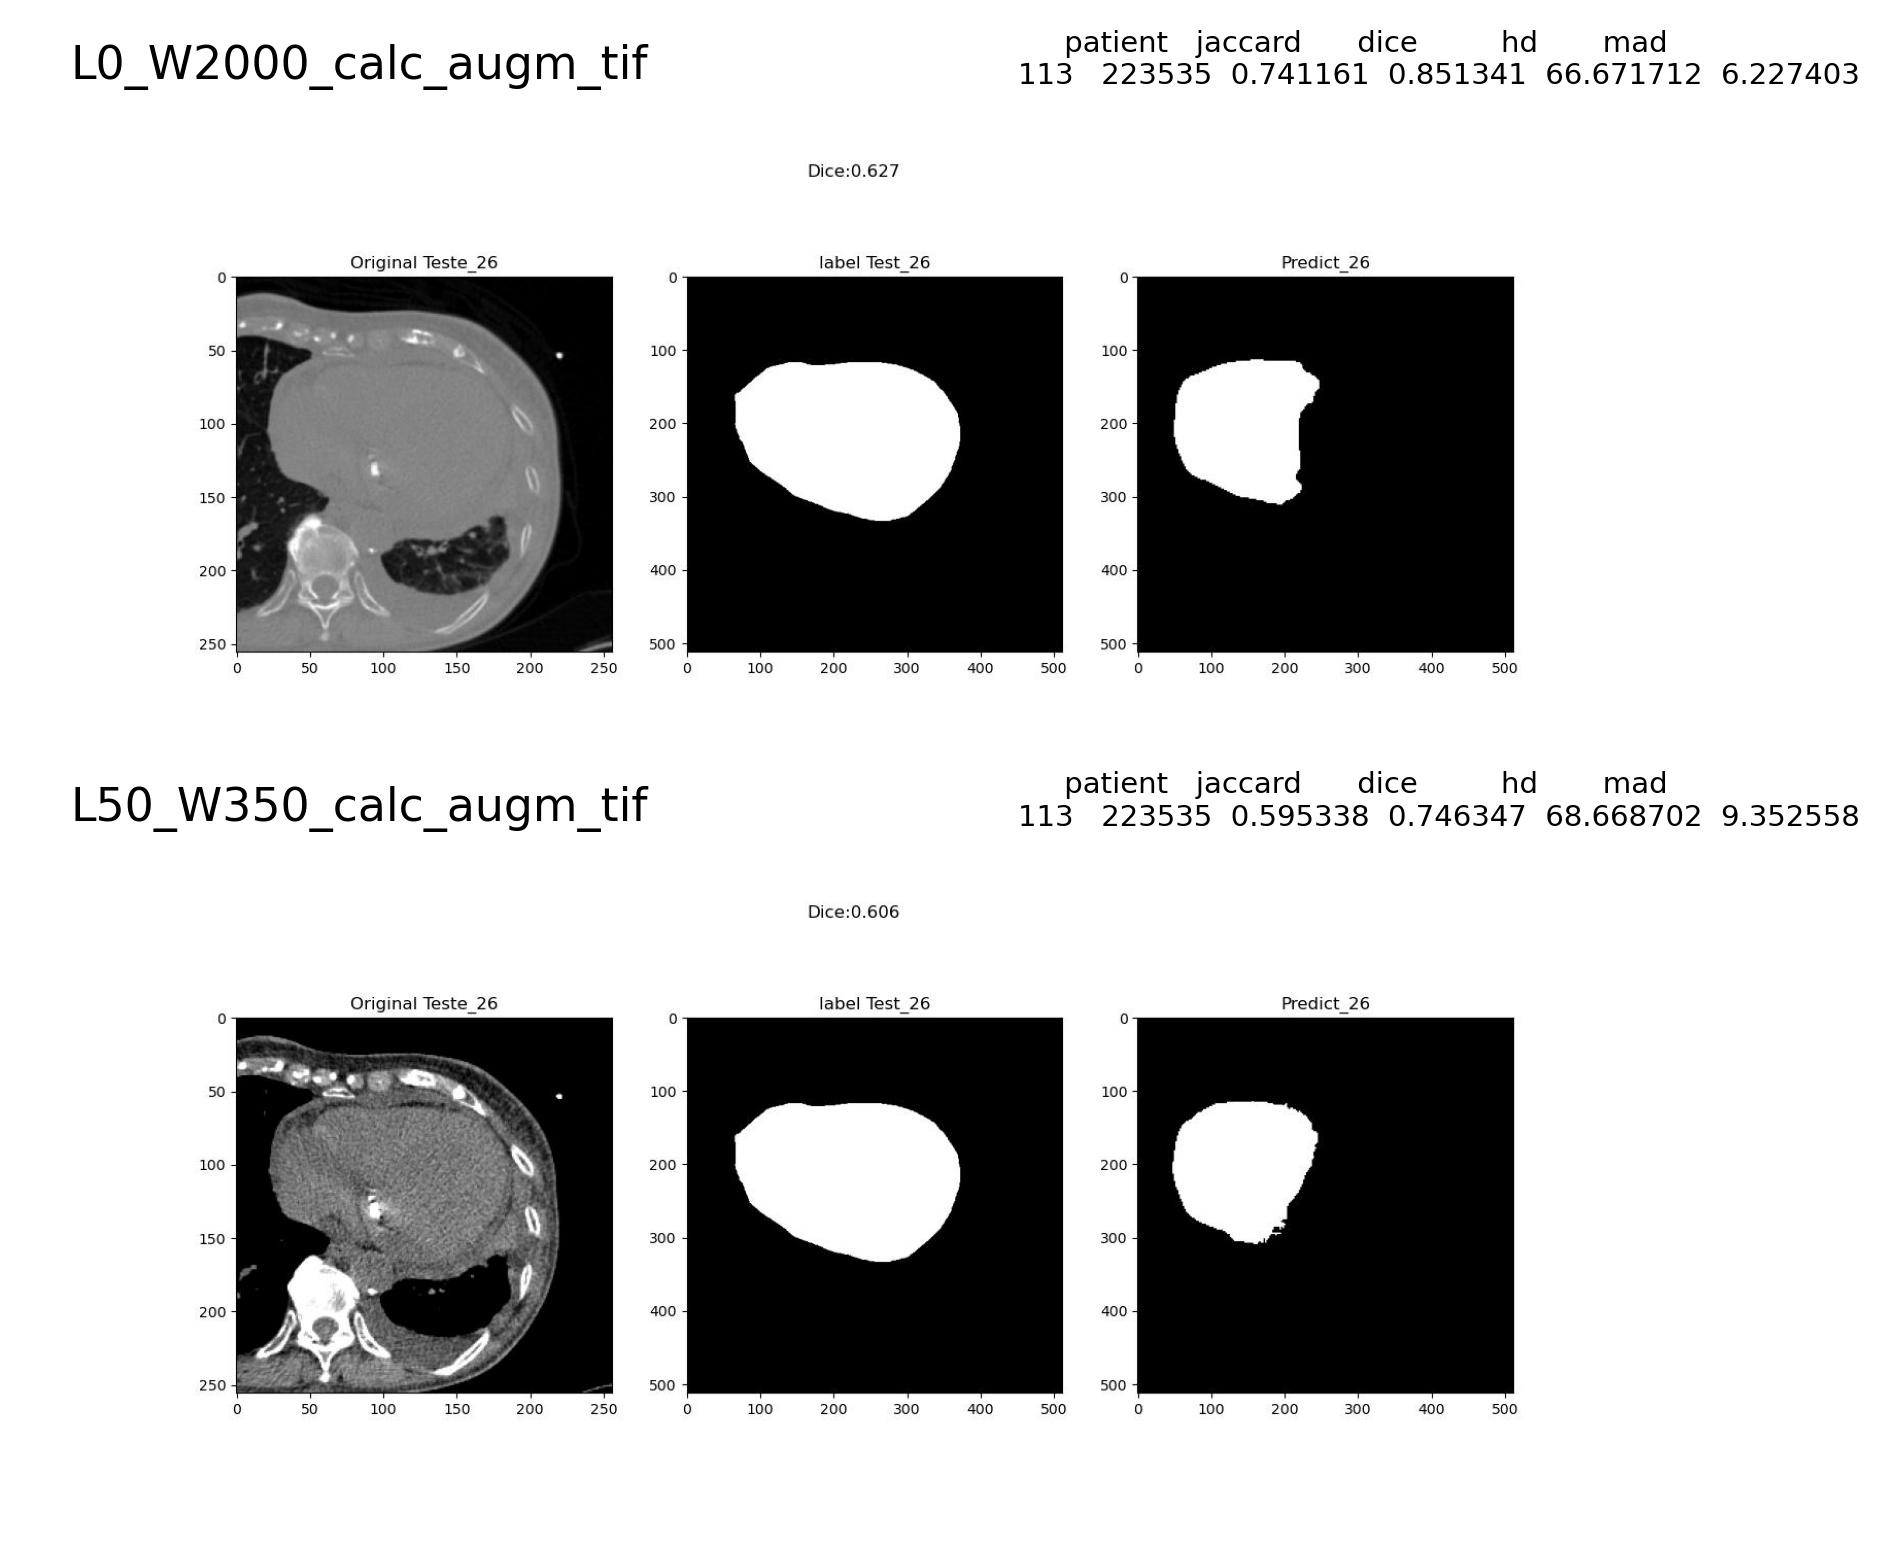 L0_W2000_calc_augm_tif
patient jaccard dice hd mad
113 223535 0.741161 0.851341 66.671712 6.227403
Dice:0.627
Original Teste_26
label Test_26
Predict_26
0
50
100
150
200
250
0 50 100 150 200 250
0
100
200
300
400
500
0 100 200 300 400 500
0
100
200
300
400
500
0 100 200 300 400 500
L50_W350_calc_augm_tif
patient jaccard dice hd mad
113 223535 0.595338 0.746347 68.668702 9.352558
Dice:0.606
Original Teste_26
label Test_26
Predict_26
0
50
100
150
200
250
0 50 100 150 200 250
0
100
200
300
400
500
0 100 200 300 400 500
0
100
200
300
400
500
0 100 200 300 400 500